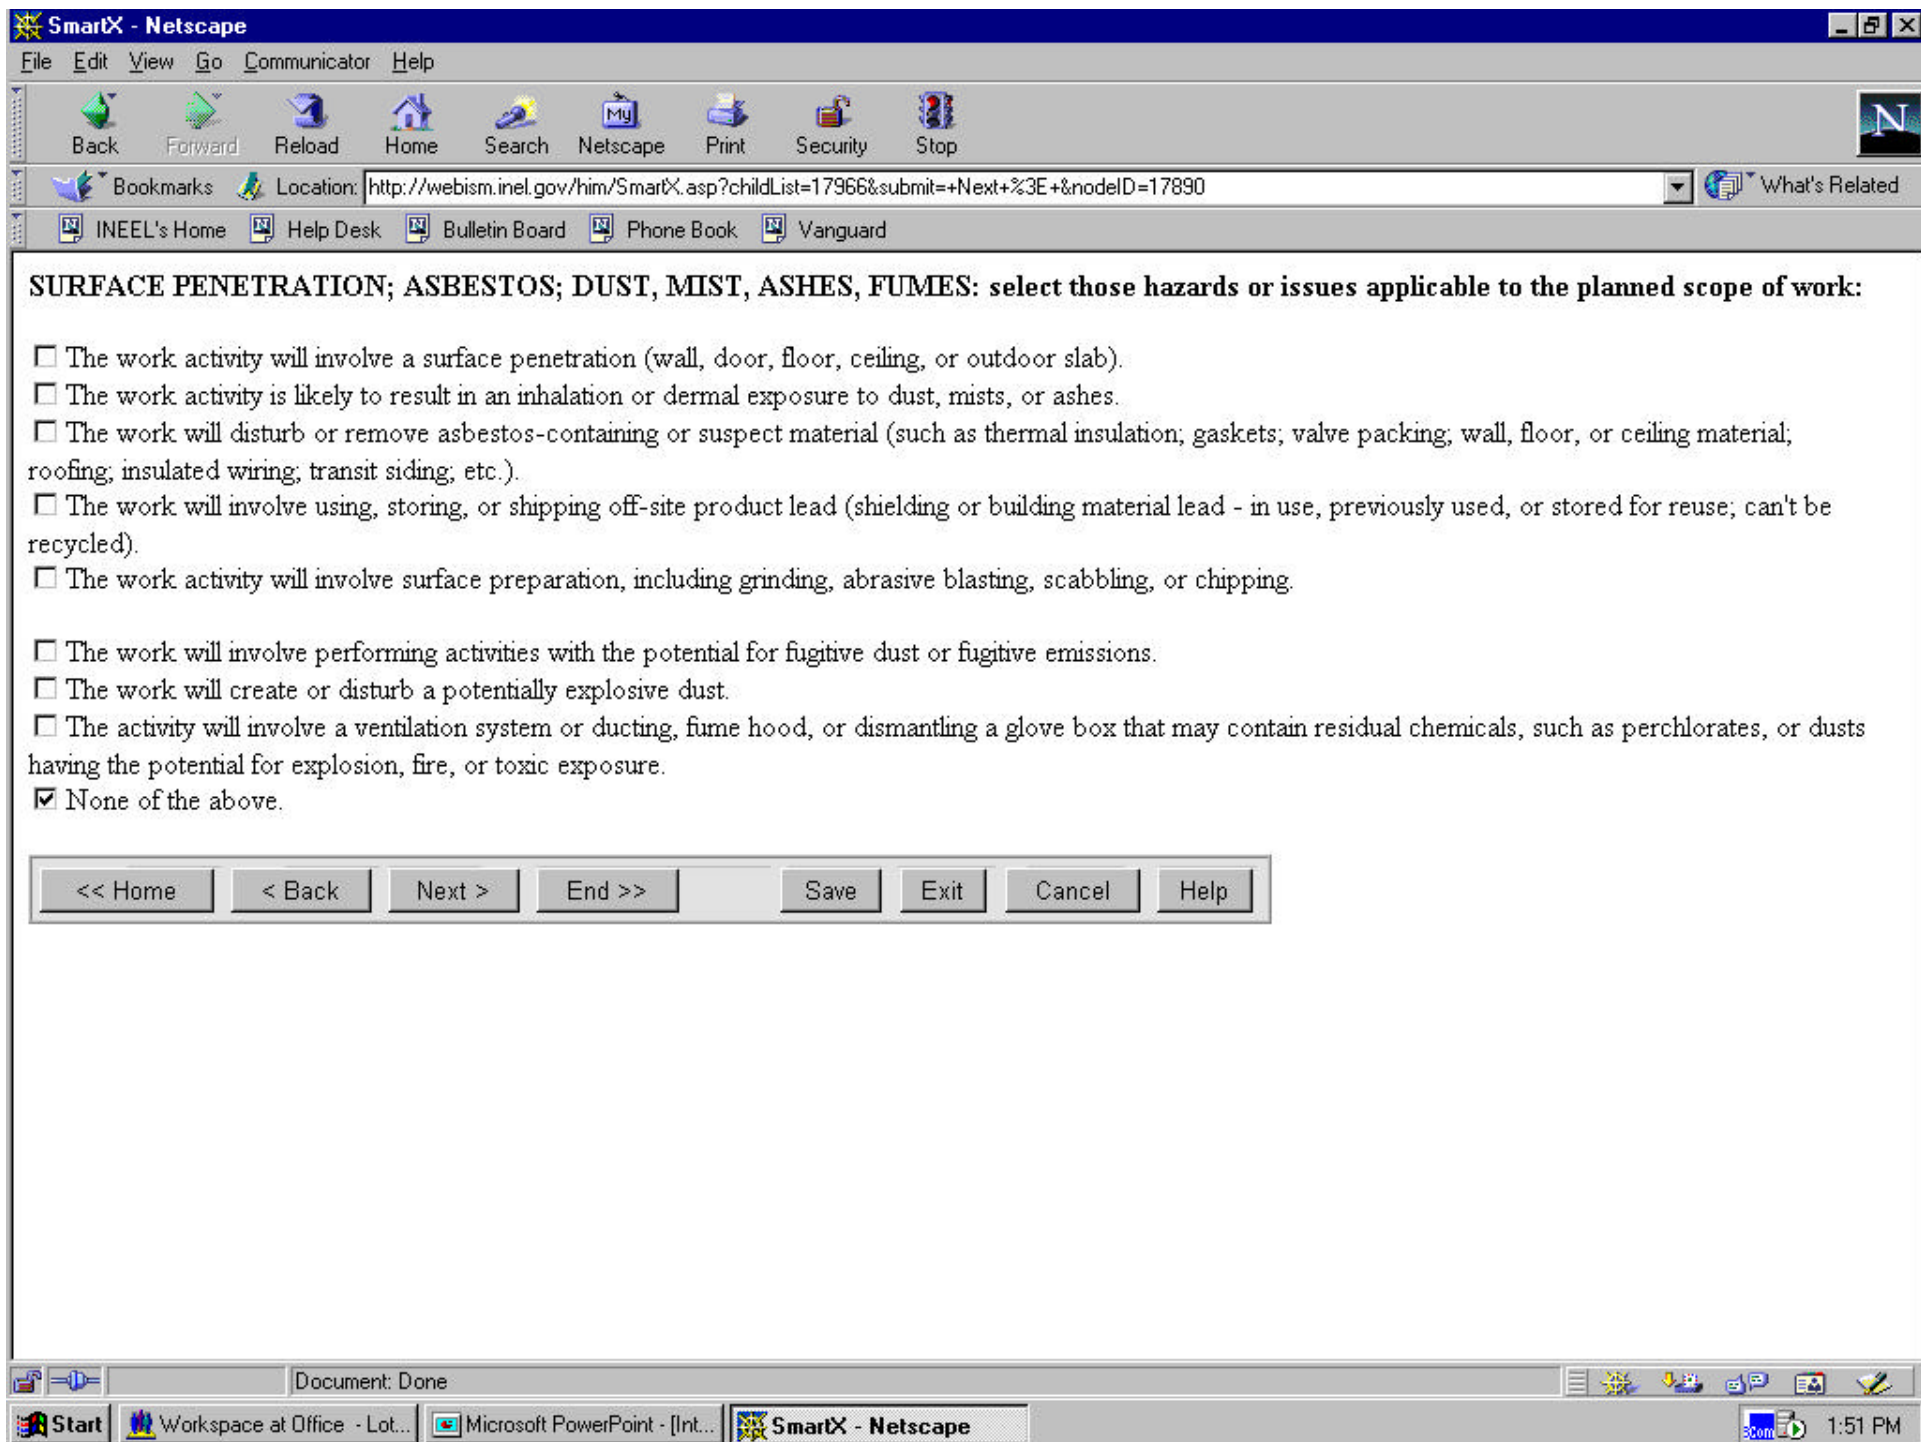 SmartX - Netscape
File Edit View Go Communicator Help
Back Forward Reload Home Search Netscape Print Security Stop
My
N
Bookmarks Location: http://webism.inel.gov/him/SmartX.asp?childList=17966&submit=+Next+%3E+&nodeID=17890 What's Related
INEEL's Home Help Desk Bulletin Board Phone Book Vanguard
SURFACE PENETRATION; ASBESTOS; DUST, MIST, ASHES, FUMES: select those hazards or issues applicable to the planned scope of work:
The work activity will involve a surface penetration (wall, door, floor, ceiling, or outdoor slab).
The work activity is likely to result in an inhalation or dermal exposure to dust, mists, or ashes.
The work will disturb or remove asbestos-containing or suspect material (such as thermal insulation; gaskets; valve packing; wall, floor, or ceiling material;
roofing; insulated wiring; transit siding; etc.).
The work will involve using, storing, or shipping off-site product lead (shielding or building material lead - in use, previously used, or stored for reuse; can't be
recycled).
The work activity will involve surface preparation, including grinding, abrasive blasting, scabbling, or chipping.
The work will involve performing activities with the potential for fugitive dust or fugitive emissions.
The work will create or disturb a potentially explosive dust.
The activity will involve a ventilation system or ducting, fume hood, or dismantling a glove box that may contain residual chemicals, such as perchlorates, or dusts
having the potential for explosion, fire, or toxic exposure.
None of the above.
<< Home < Back Next > End >> Save Exit Cancel Help
Document: Done
Start Workspace at Office - Lot... Microsoft PowerPoint - [Int... SmartX - Netscape 3Com 1:51 PM